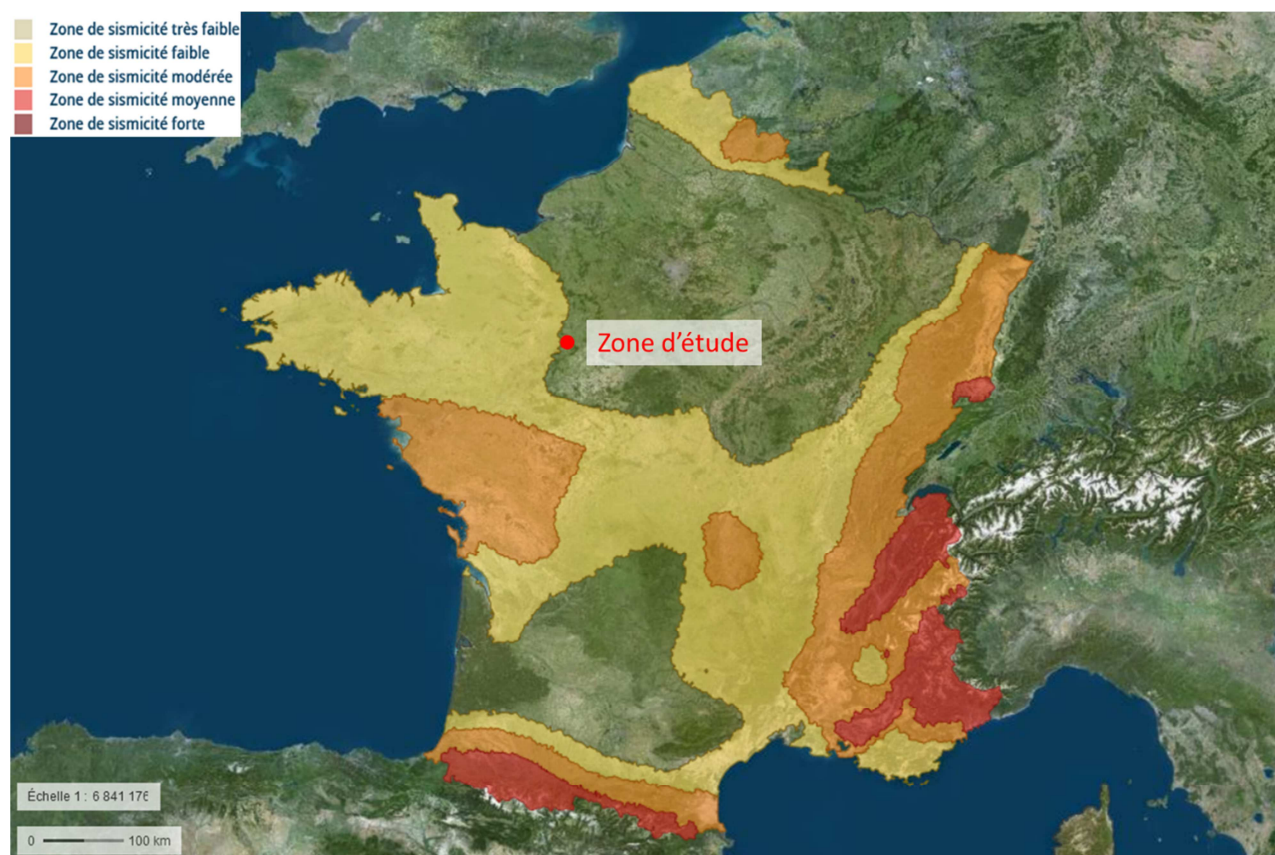 Zone de sismicité très faible
Zone de sismicité faible
Zone de sismicité modérée
Zone de sismicité moyenne
Zone de sismicité forte
Zone d’étude
Échelle 1 : 6 841 176
0 100 km